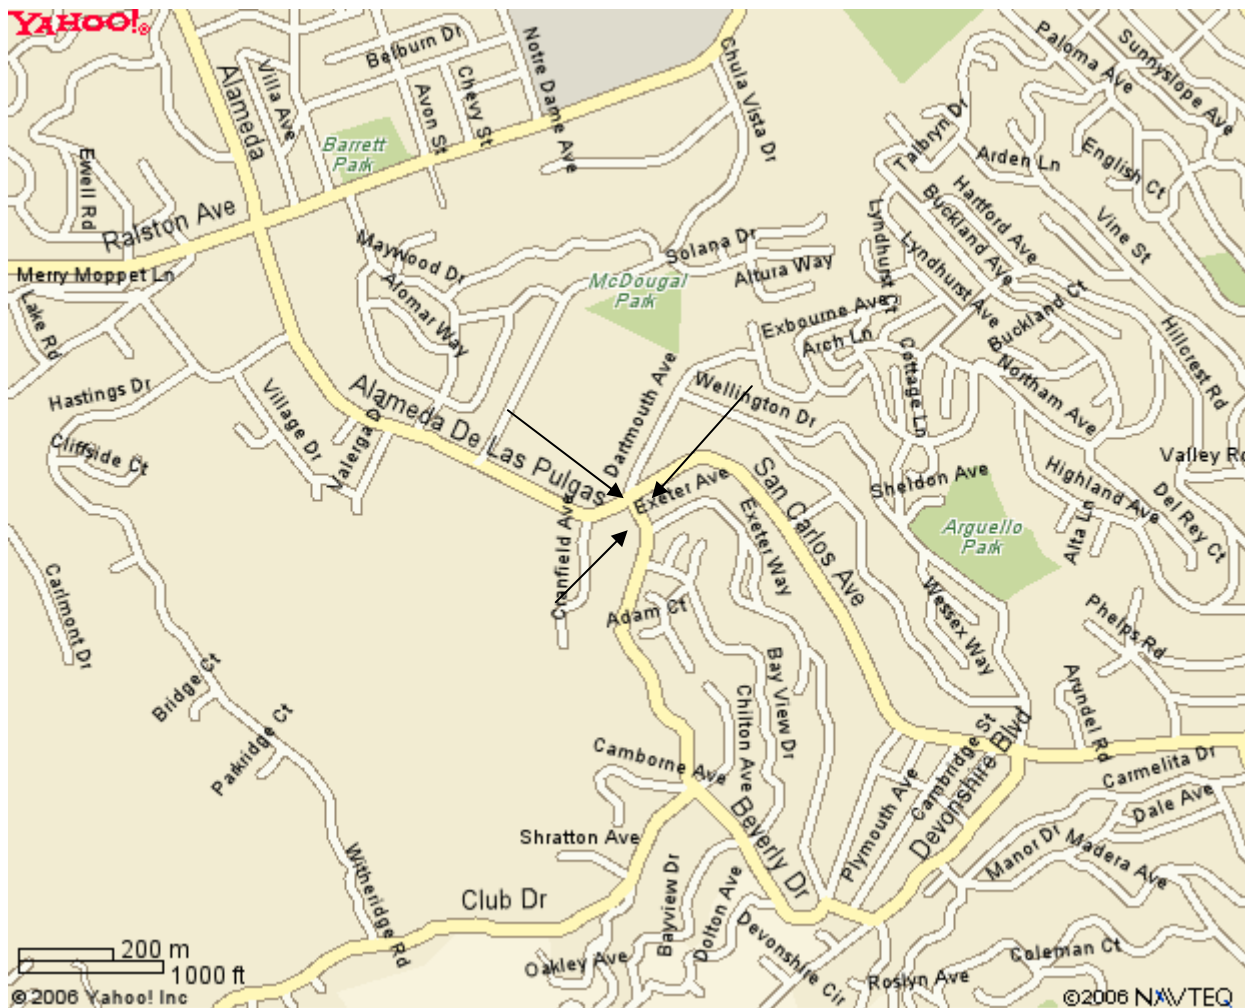 YAHOO!®
Belburn Dr
Notre Dame Ave
Chula Vista Dr
Paloma Ave
Sunnyslope Ave
Alameda
Villa Ave
Chevy St
Avon St
Barrett
Park
Talbryn Dr
Arden Ln
English Ct
Ewell Rd
Ralston Ave
Buckland Ave
Hartford Ave
Vine St
Maywood Dr
Solana Dr
Lyndhurst Ct
Lyndhurst Ave
Merry Moppet Ln
Alomar Way
McDougal
Park
Altura Way
Buckland Ct
Lake Rd
Exbourne Ave
Arch Ln
Hillcrest Rd
Hastings Dr
Village Dr
Alameda De Las Pulgas
Dartmouth Ave
Wellington Dr
Cottage Ln
Northam Ave
Cliffside Ct
San Carlos Ave
Sheldon Ave
Highland Ave
Valley Rd
Exeter Ave
Exeter Way
Del Rey Ct
Cranfield Ave
Arguello
Park
Alta Ln
Carlmont Dr
Adam Ct
Wessex Way
Phelps Rd
Bridge Ct
Bay View Dr
Chilton Ave
Arundel Rd
Parkridge Ct
Camborne Ave
Cambridge St
Devonshire Blvd
Carmelita Dr
Plymouth Ave
Dale Ave
Shratton Ave
Beverly Dr
Manor Dr
Madera Ave
Witheridge Rd
Club Dr
Bayview Dr
Dolton Ave
Devonshire Cir
200 m
1000 ft
Oakley Ave
Coleman Ct
Roslyn Ave
©2006 Yahoo! Inc
©2006 NAVTEQ